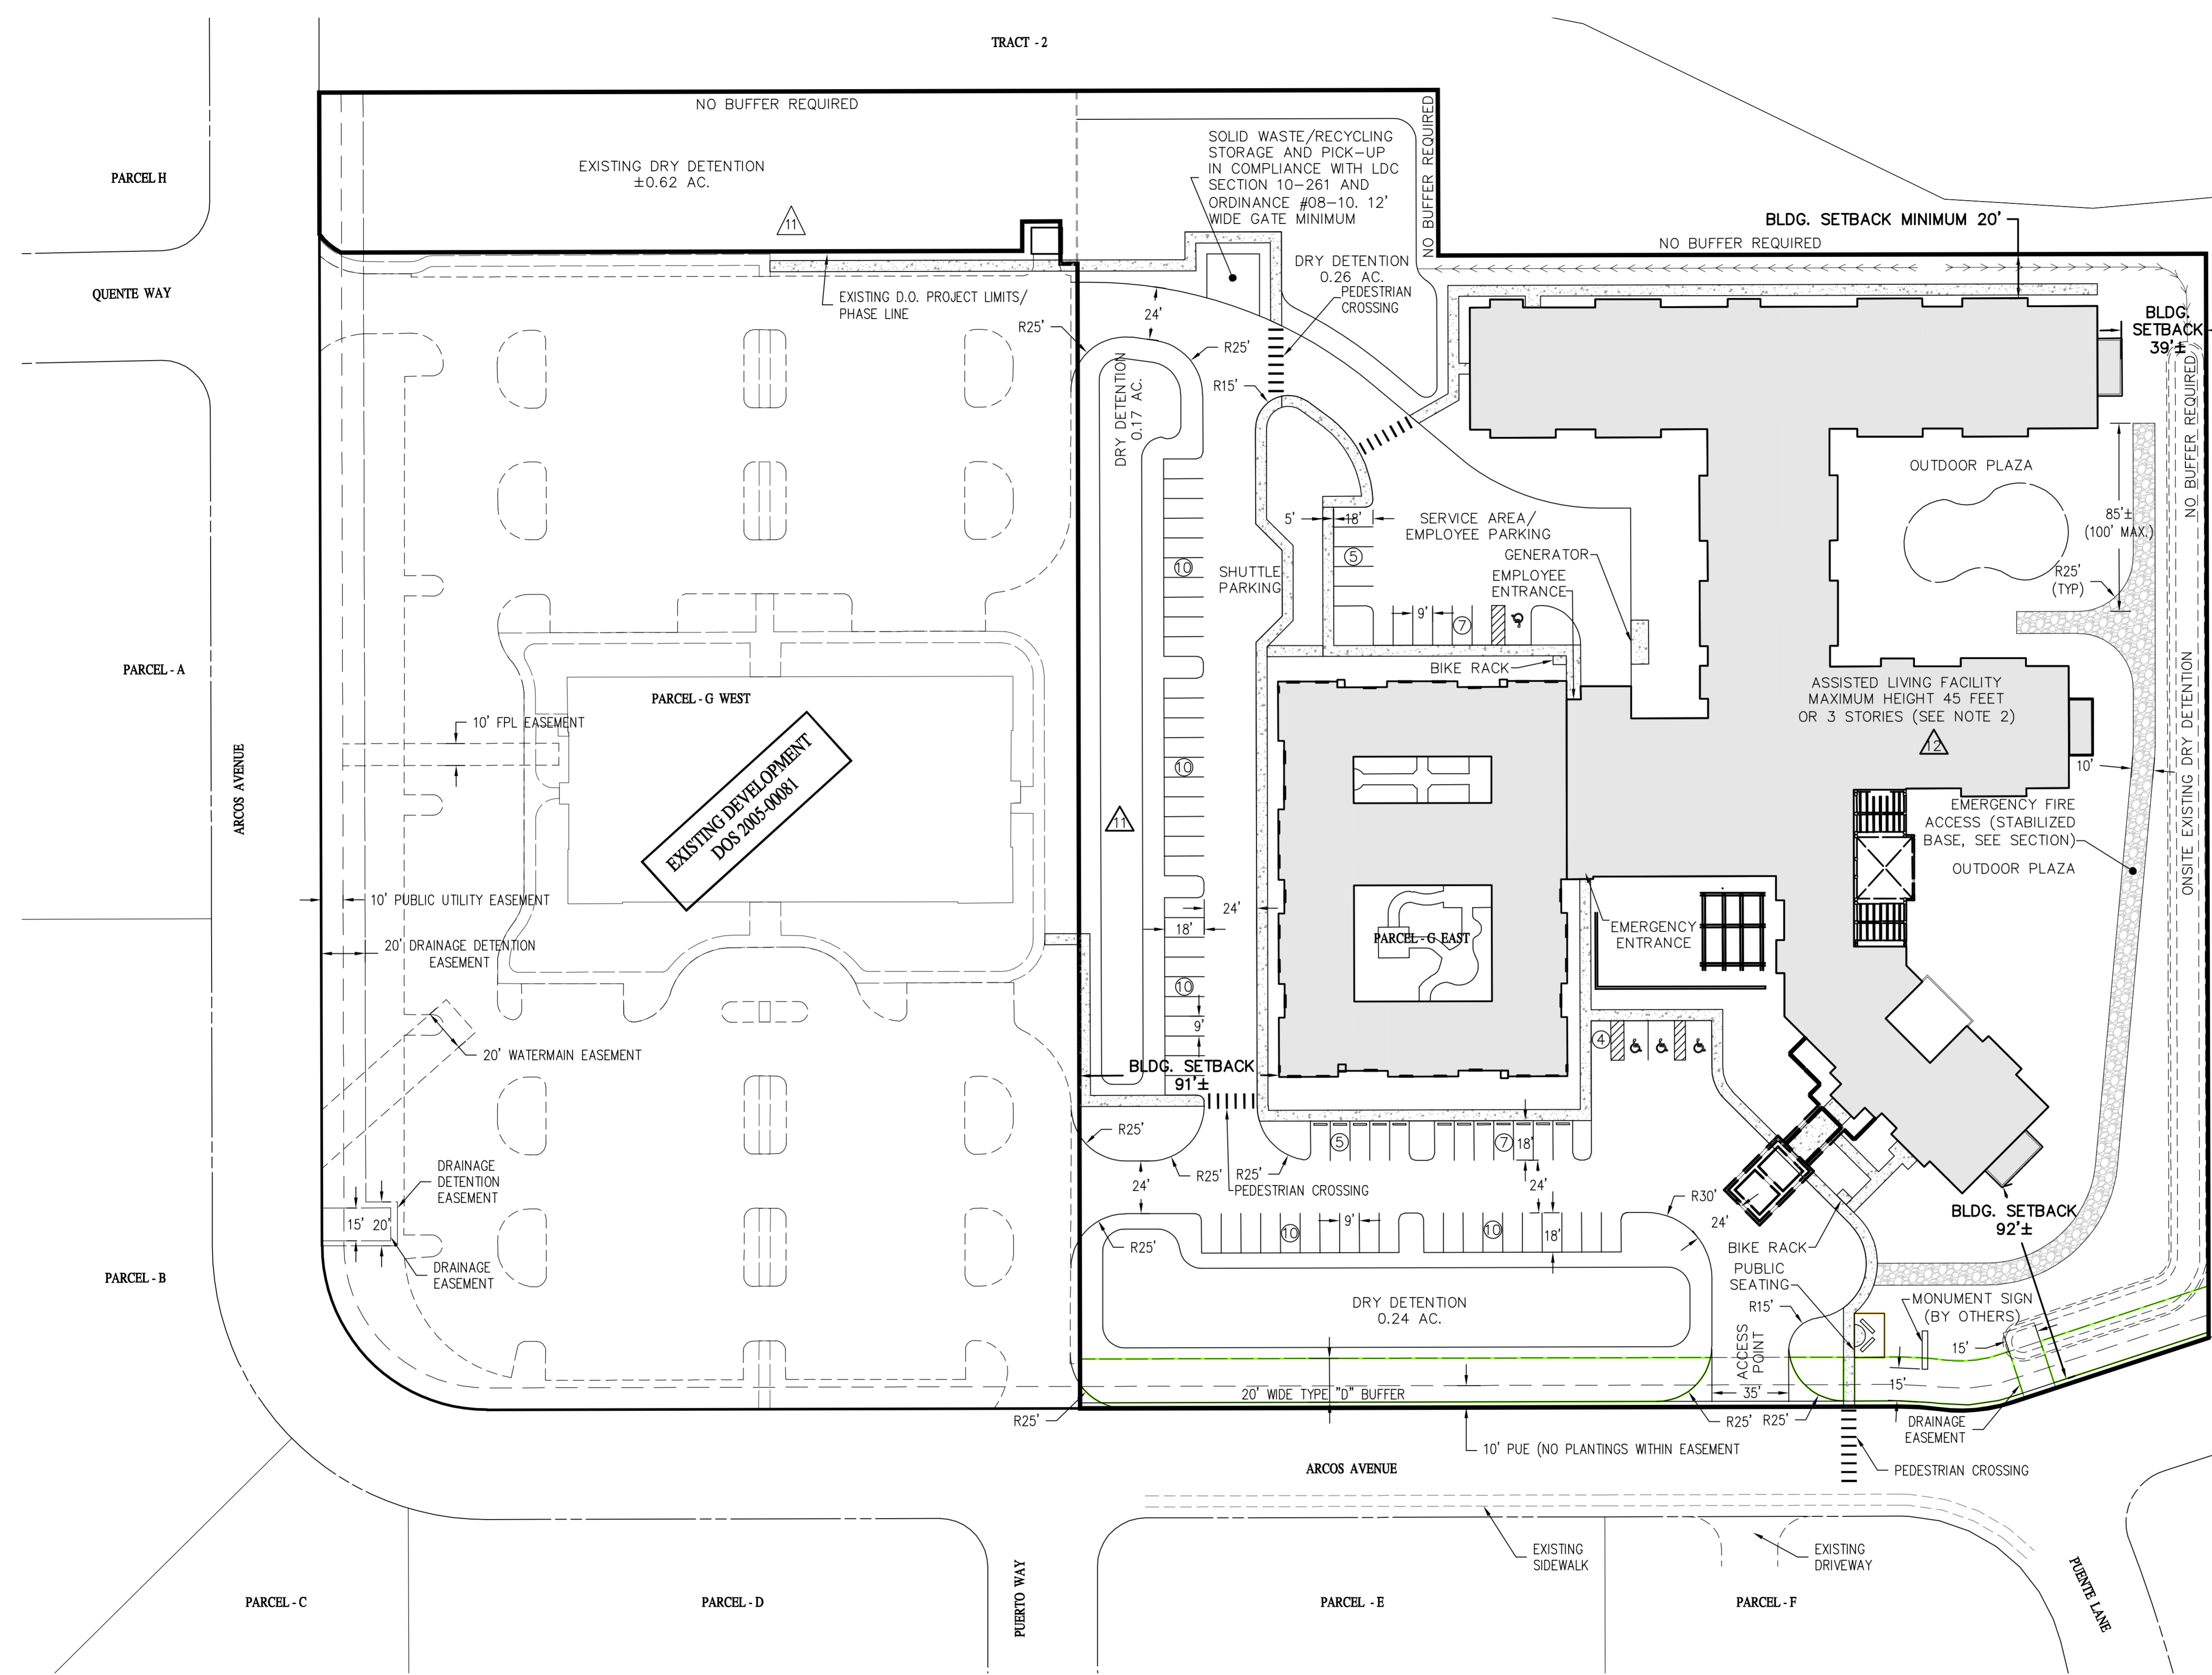 TRACT - 2
NO BUFFER REQUIRED
EXISTING DRY DETENTION
±0.62 AC.
11
PARCEL H
QUENTE WAY
SOLID WASTE/RECYCLING
STORAGE AND PICK-UP
IN COMPLIANCE WITH LDC
SECTION 10-261 AND
ORDINANCE #08-10. 12'
WIDE GATE MINIMUM
NO BUFFER REQUIRED
BLDG. SETBACK MINIMUM 20'
NO BUFFER REQUIRED
DRY DETENTION
0.26 AC.
PEDESTRIAN
CROSSING
EXISTING D.O. PROJECT LIMITS/
PHASE LINE
BLDG.
SETBACK
39'±
R25'
24'
R25'
R15'
DRY DETENTION
0.17 AC.
NO BUFFER REQUIRED
OUTDOOR PLAZA
85'±
(100' MAX.)
R25'
(TYP)
5'
18'
SERVICE AREA/
EMPLOYEE PARKING
GENERATOR
EMPLOYEE
ENTRANCE
5
10
SHUTTLE
PARKING
9'
7
BIKE RACK
PARCEL - A
ARCOS AVENUE
PARCEL - G WEST
10' FPL EASEMENT
EXISTING DEVELOPMENT
DOS 2005-00081
10
11
ASSISTED LIVING FACILITY
MAXIMUM HEIGHT 45 FEET
OR 3 STORIES (SEE NOTE 2)
12
10'
EMERGENCY FIRE
ACCESS (STABILIZED
BASE, SEE SECTION)
OUTDOOR PLAZA
ONSITE EXISTING DRY DETENTION
10' PUBLIC UTILITY EASEMENT
20' DRAINAGE DETENTION
EASEMENT
24'
18'
PARCEL - G EAST
EMERGENCY
ENTRANCE
10
9'
4
20' WATERMAIN EASEMENT
BLDG. SETBACK
91'±
R25'
5
7
18'
R25'
R25'
24'
PEDESTRIAN CROSSING
24'
DRAINAGE
DETENTION
EASEMENT
15'
20'
DRAINAGE
EASEMENT
R30'
24'
BLDG. SETBACK
92'±
R25'
10
9'
10
18'
BIKE RACK
PUBLIC
SEATING
R15'
MONUMENT SIGN
(BY OTHERS)
15'
PARCEL - B
DRY DETENTION
0.24 AC.
ACCESS
POINT
35'
15'
20' WIDE TYPE "D" BUFFER
R25'
R25'
R25'
DRAINAGE
EASEMENT
10' PUE (NO PLANTINGS WITHIN EASEMENT
ARCOS AVENUE
PEDESTRIAN CROSSING
EXISTING
SIDEWALK
EXISTING
DRIVEWAY
PARCEL - C
PARCEL - D
PUERTO WAY
PARCEL - E
PARCEL - F
PUENTE LANE